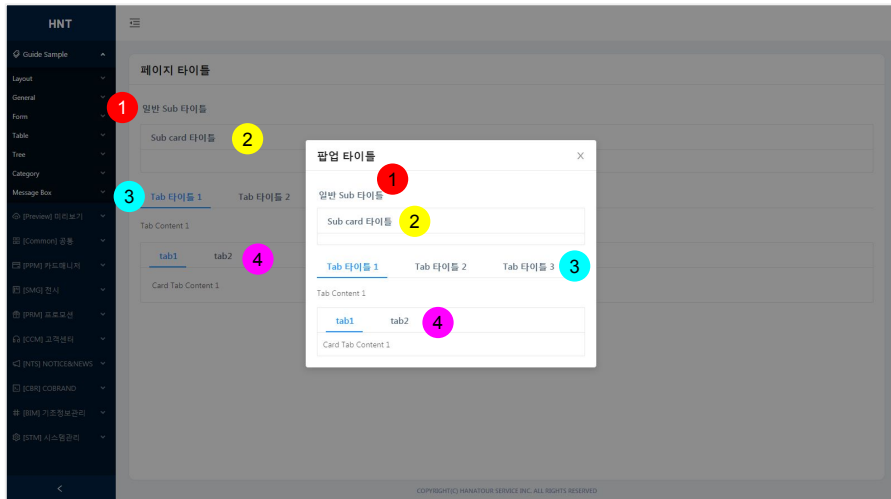 HNT
Guide Sample
Layout
General
Form
Table
Tree
Category
Message Box
[Preview] 미리보기
[Common] 공통
[PPM] 카드매니저
[SMG] 전시
[PRM] 프로모션
[CCM] 고객센터
[NTS] NOTICE&NEWS
[CBR] COBRAND
[BIM] 기초정보관리
[STM] 시스템관리
페이지 타이틀
1
일반 Sub 타이틀
Sub card 타이틀
2
3
Tab 타이틀 1
Tab 타이틀 2
Tab Content 1
tab1
tab2
4
Card Tab Content 1
팝업 타이틀
1
일반 Sub 타이틀
Sub card 타이틀
2
Tab 타이틀 1
Tab 타이틀 2
Tab 타이틀 3
3
Tab Content 1
tab1
tab2
4
Card Tab Content 1
COPYRIGHT(C) HANATOUR SERVICE INC. ALL RIGHTS RESERVED